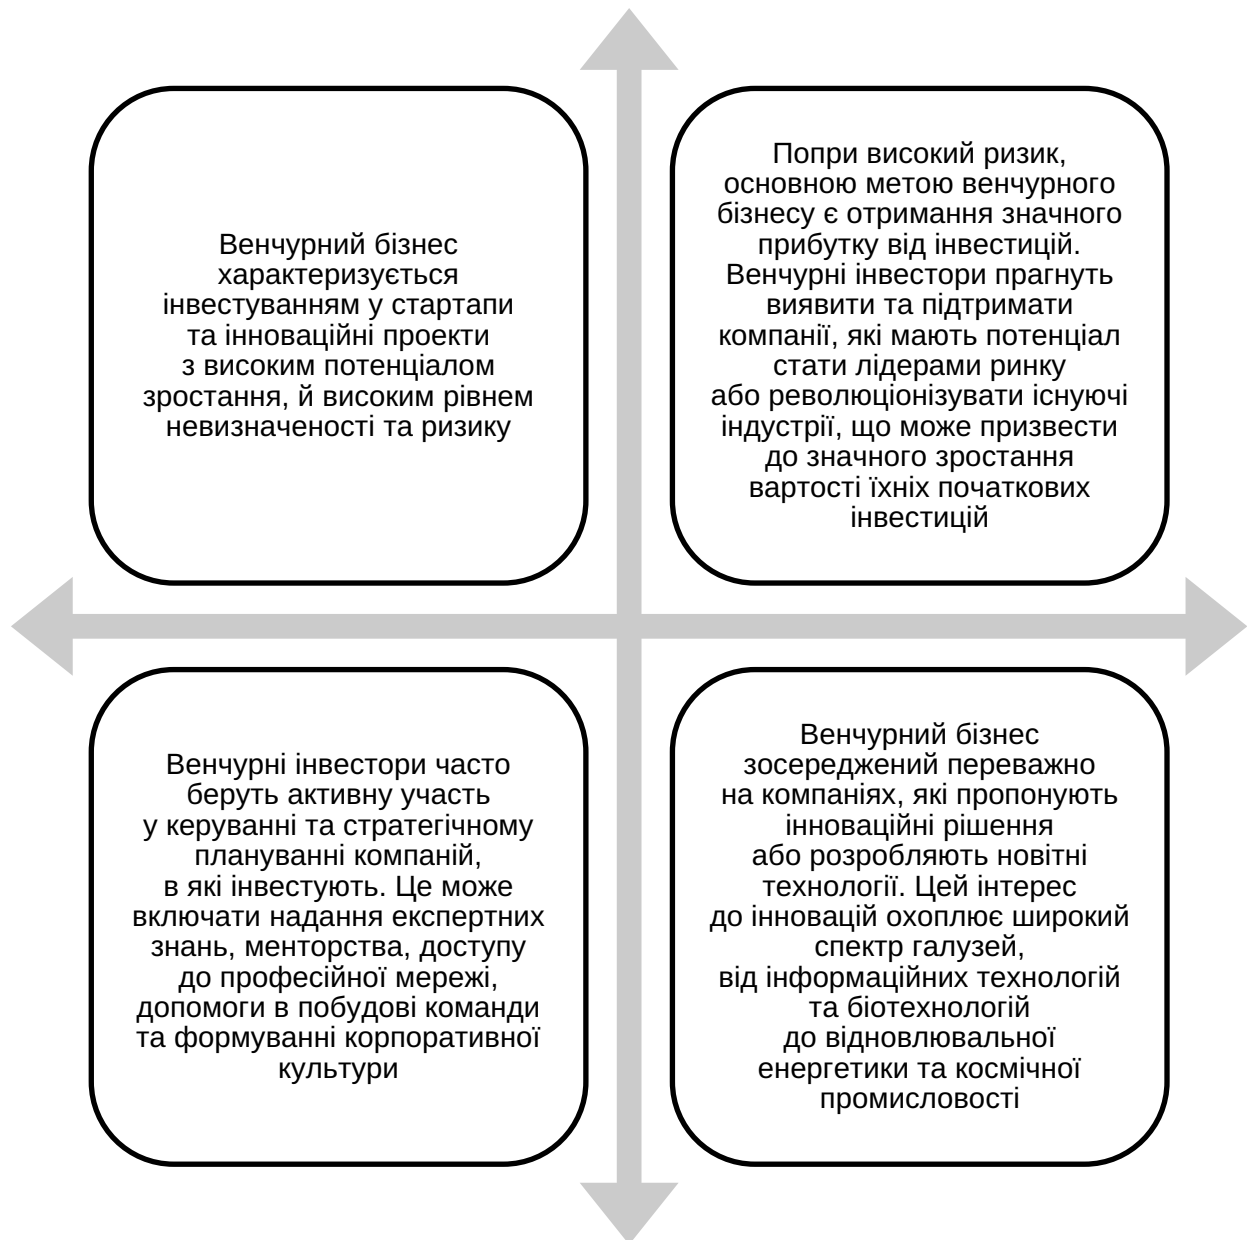 Венчурний бізнес
характеризується
інвестуванням у стартапи
та інноваційні проекти
з високим потенціалом
зростання, й високим рівнем
невизначеності та ризику
Попри високий ризик,
основною метою венчурного
бізнесу є отримання значного
прибутку від інвестицій.
Венчурні інвестори прагнуть
виявити та підтримати
компанії, які мають потенціал
стати лідерами ринку
або революціонізувати існуючі
індустрії, що може призвести
до значного зростання
вартості їхніх початкових
інвестицій
Венчурні інвестори часто
беруть активну участь
у керуванні та стратегічному
плануванні компаній,
в які інвестують. Це може
включати надання експертних
знань, менторства, доступу
до професійної мережі,
допомоги в побудові команди
та формуванні корпоративної
культури
Венчурний бізнес
зосереджений переважно
на компаніях, які пропонують
інноваційні рішення
або розробляють новітні
технології. Цей інтерес
до інновацій охоплює широкий
спектр галузей,
від інформаційних технологій
та біотехнологій
до відновлювальної
енергетики та космічної
промисловості